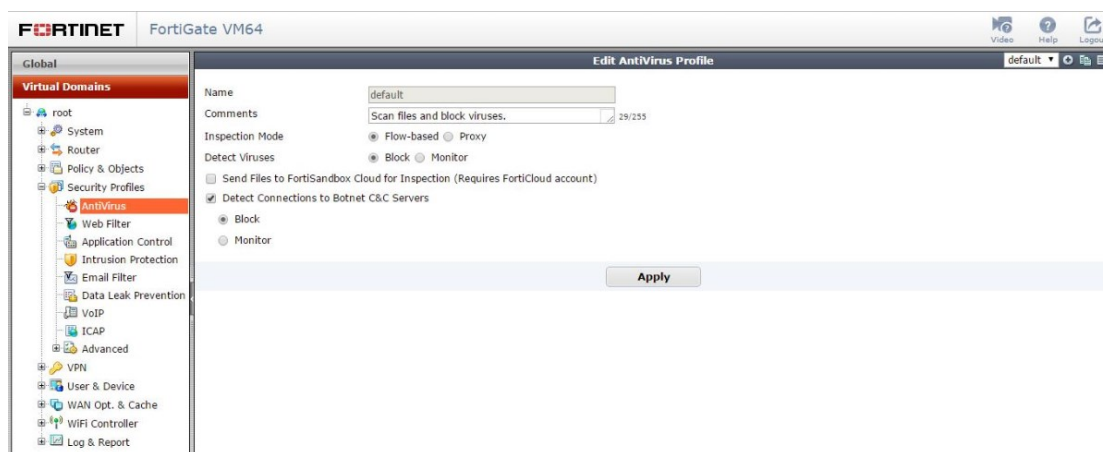 FORTINET FortiGate VM64
Video Help Logou
Global
Virtual Domains
root
System
Router
Policy & Objects
Security Profiles
AntiVirus
Web Filter
Application Control
Intrusion Protection
Email Filter
Data Leak Prevention
VoIP
ICAP
Advanced
VPN
User & Device
WAN Opt. & Cache
WiFi Controller
Log & Report
Edit AntiVirus Profile default
Name default
Comments Scan files and block viruses. 29/255
Inspection Mode Flow-based Proxy
Detect Viruses Block Monitor
Send Files to FortiSandbox Cloud for Inspection (Requires FortiCloud account)
Detect Connections to Botnet C&C Servers
Block
Monitor
Apply